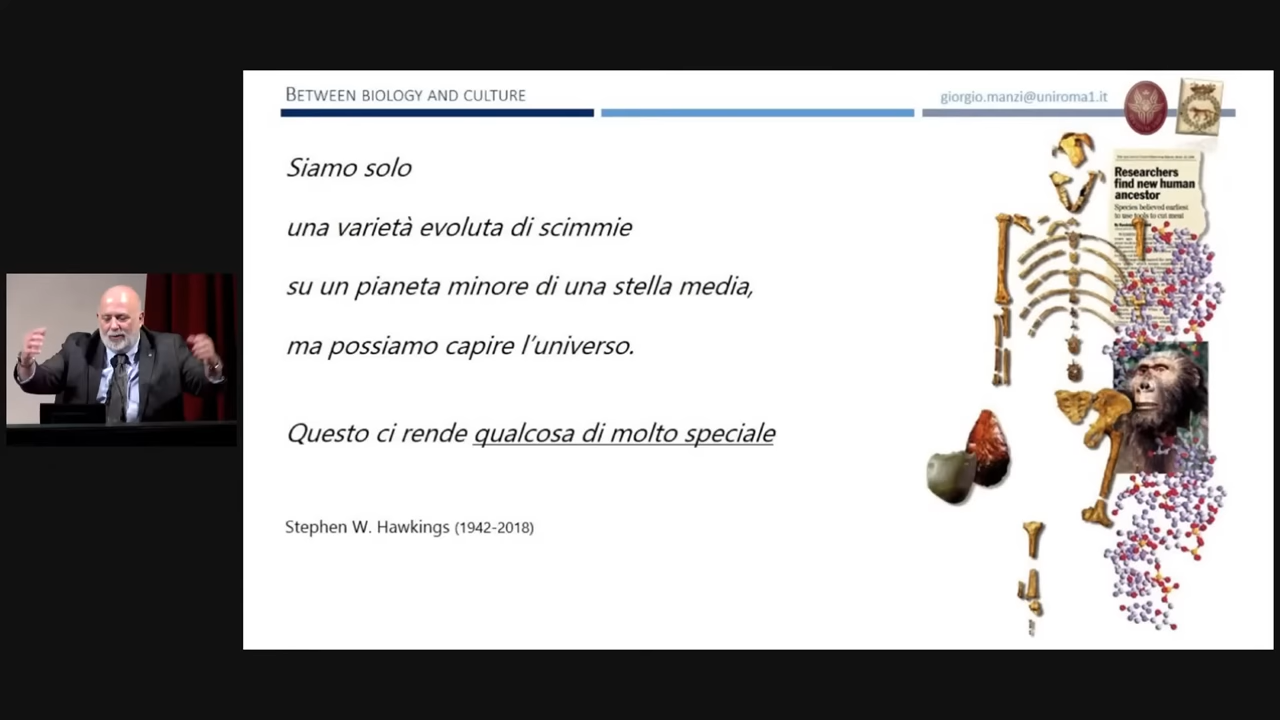 BETWEEN BIOLOGY AND CULTURE
giorgio.manzi@uniroma1.it
Siamo solo
una varietà evoluta di scimmie
su un pianeta minore di una stella media,
ma possiamo capire l'universo.
Questo ci rende qualcosa di molto speciale
Stephen W. Hawkings (1942-2018)
Researchers
find new human
ancestor
Species believed earliest
to use tools to cut meat